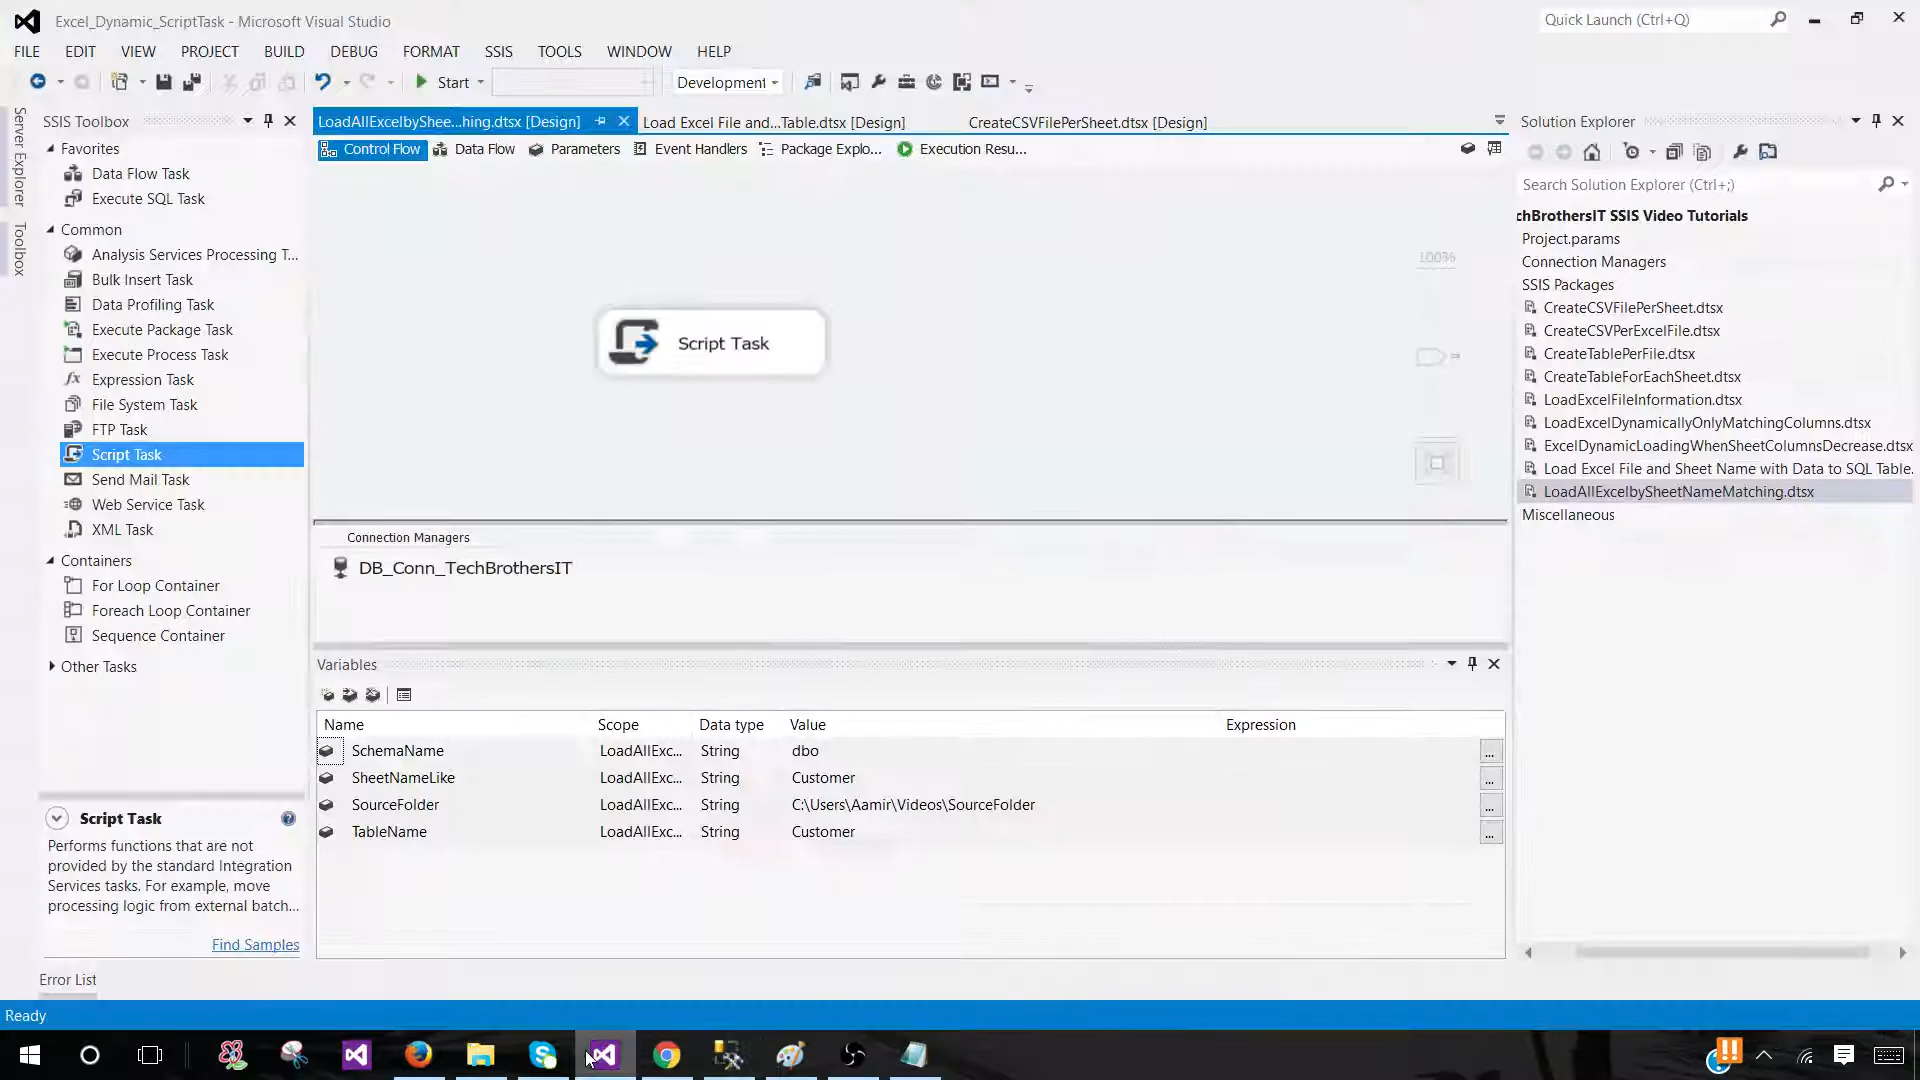 Excel_Dynamic_ScriptTask - Microsoft Visual Studio
Quick Launch (Ctrl+Q)
FILE EDIT VIEW PROJECT BUILD DEBUG FORMAT SSIS TOOLS WINDOW HELP
Start
Development
Server Explorer
Toolbox
SSIS Toolbox
Favorites
Data Flow Task
Execute SQL Task
Common
Analysis Services Processing T...
Bulk Insert Task
Data Profiling Task
Execute Package Task
Execute Process Task
Expression Task
File System Task
FTP Task
Script Task
Send Mail Task
Web Service Task
XML Task
Containers
For Loop Container
Foreach Loop Container
Sequence Container
Other Tasks
Script Task
Performs functions that are not
provided by the standard Integration
Services tasks. For example, move
processing logic from external batch...
Find Samples
Error List
LoadAllExcelbyShee...hing.dtsx [Design]
Load Excel File and...Table.dtsx [Design]
CreateCSVFilePerSheet.dtsx [Design]
Control Flow Data Flow Parameters Event Handlers Package Explo... Execution Resu...
100%
Script Task
Connection Managers
DB_Conn_TechBrothersIT
Variables
Name Scope Data type Value Expression
SchemaName LoadAllExc... String dbo ...
SheetNameLike LoadAllExc... String Customer ...
SourceFolder LoadAllExc... String C:\Users\Aamir\Videos\SourceFolder ...
TableName LoadAllExc... String Customer ...
Solution Explorer
Search Solution Explorer (Ctrl+;)
chBrothersIT SSIS Video Tutorials
Project.params
Connection Managers
SSIS Packages
CreateCSVFilePerSheet.dtsx
CreateCSVPerExcelFile.dtsx
CreateTablePerFile.dtsx
CreateTableForEachSheet.dtsx
LoadExcelFileInformation.dtsx
LoadExcelDynamicallyOnlyMatchingColumns.dtsx
ExcelDynamicLoadingWhenSheetColumnsDecrease.dtsx
Load Excel File and Sheet Name with Data to SQL Table.
LoadAllExcelbySheetNameMatching.dtsx
Miscellaneous
Ready